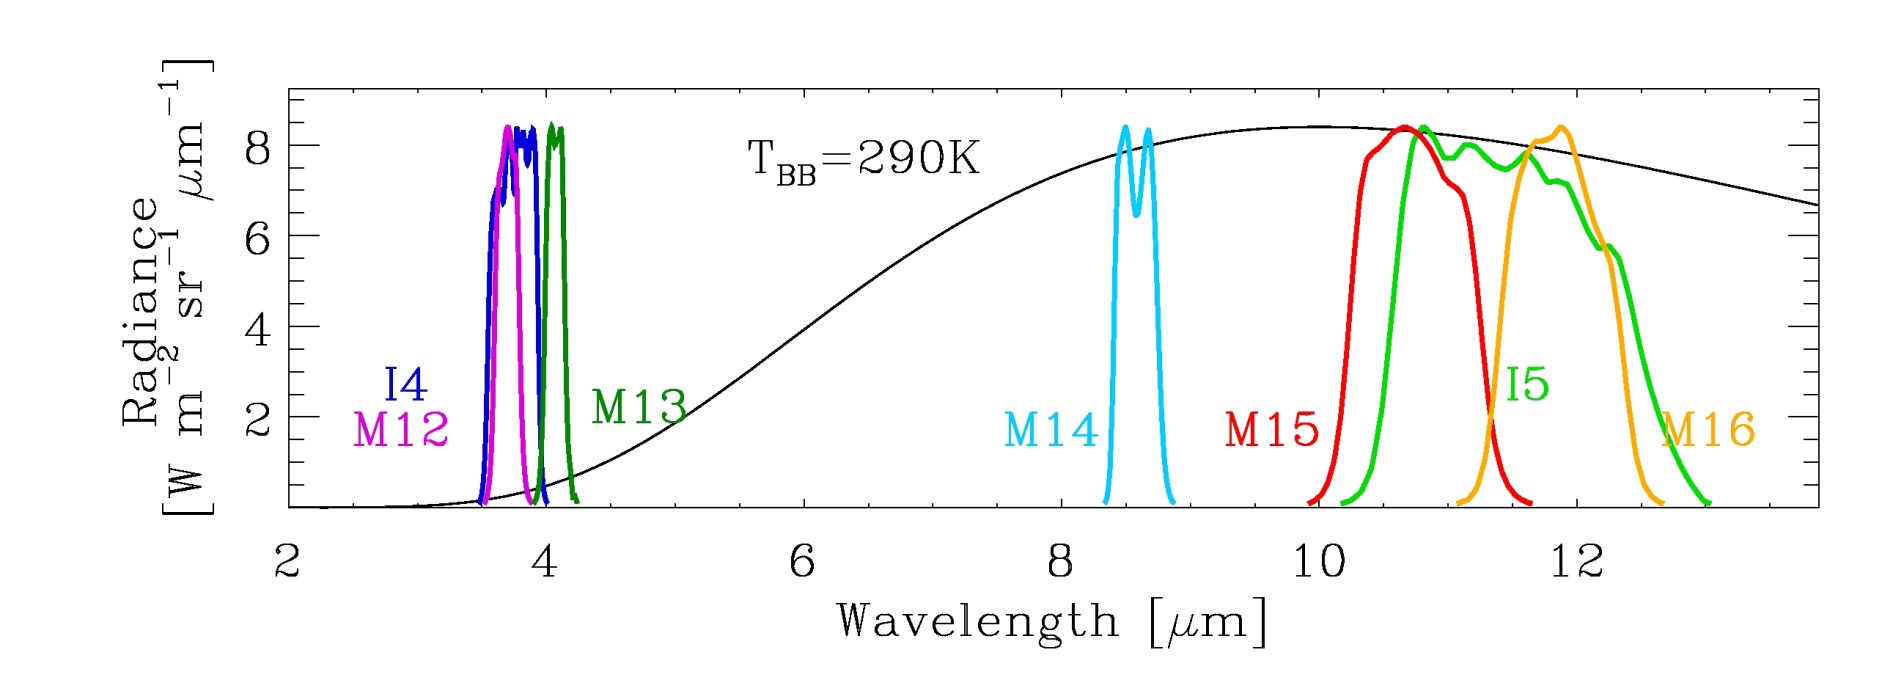 Radiance
[W m⁻² sr⁻¹ μm⁻¹]
8
6
4
2
T_BB=290K
I4
M12
M13
M14
M15
I5
M16
2 4 6 8 10 12
Wavelength [μm]